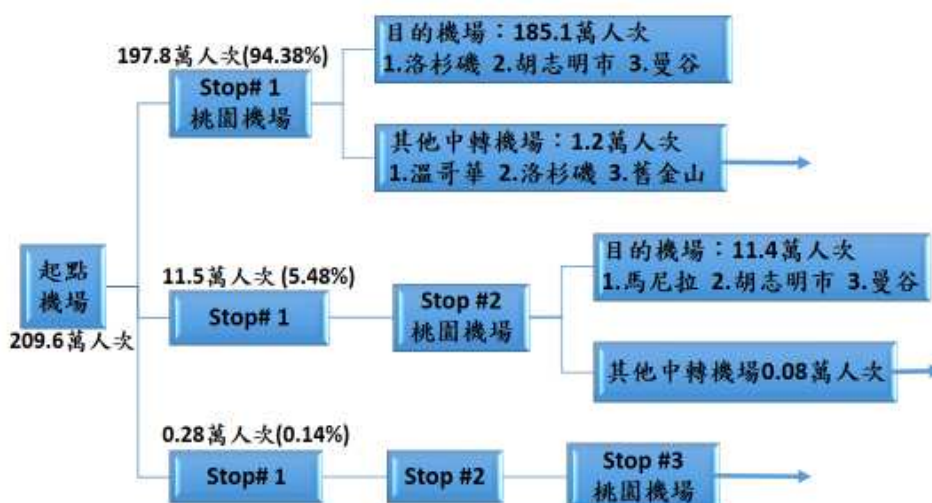 197.8萬人次(94.38%)
Stop# 1
桃園機場
目的機場：185.1萬人次
1.洛杉磯 2.胡志明市 3.曼谷
其他中轉機場：1.2萬人次
1.溫哥華 2.洛杉磯 3.舊金山
起點
機場
209.6萬人次
11.5萬人次 (5.48%)
Stop# 1
Stop #2
桃園機場
目的機場：11.4萬人次
1.馬尼拉 2.胡志明市 3.曼谷
其他中轉機場0.08萬人次
0.28萬人次(0.14%)
Stop# 1
Stop #2
Stop #3
桃園機場